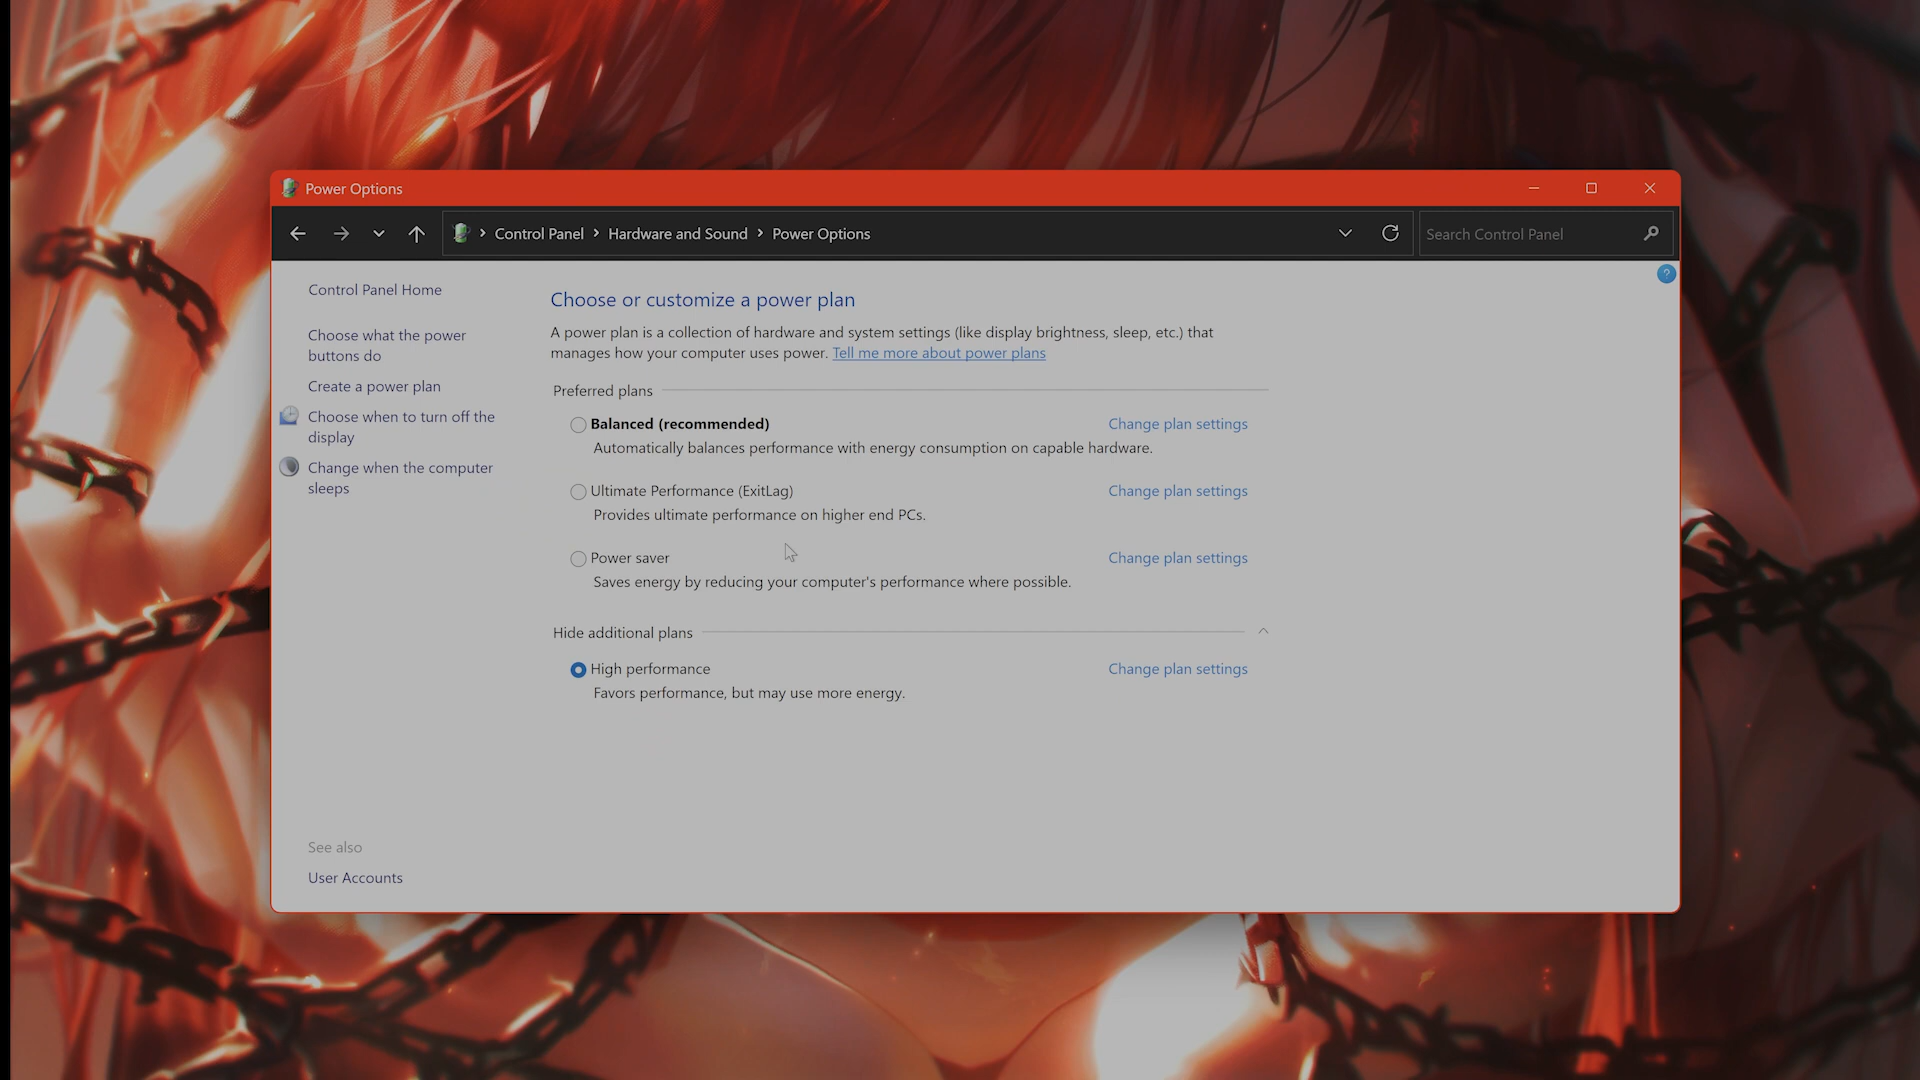 Power Options
Control Panel > Hardware and Sound > Power Options
Search Control Panel
?
Control Panel Home
Choose what the power
buttons do
Create a power plan
Choose when to turn off the
display
Change when the computer
sleeps
See also
User Accounts
Choose or customize a power plan
A power plan is a collection of hardware and system settings (like display brightness, sleep, etc.) that
manages how your computer uses power. Tell me more about power plans
Preferred plans
Balanced (recommended) Change plan settings
Automatically balances performance with energy consumption on capable hardware.
Ultimate Performance (ExitLag) Change plan settings
Provides ultimate performance on higher end PCs.
Power saver Change plan settings
Saves energy by reducing your computer's performance where possible.
Hide additional plans
High performance Change plan settings
Favors performance, but may use more energy.